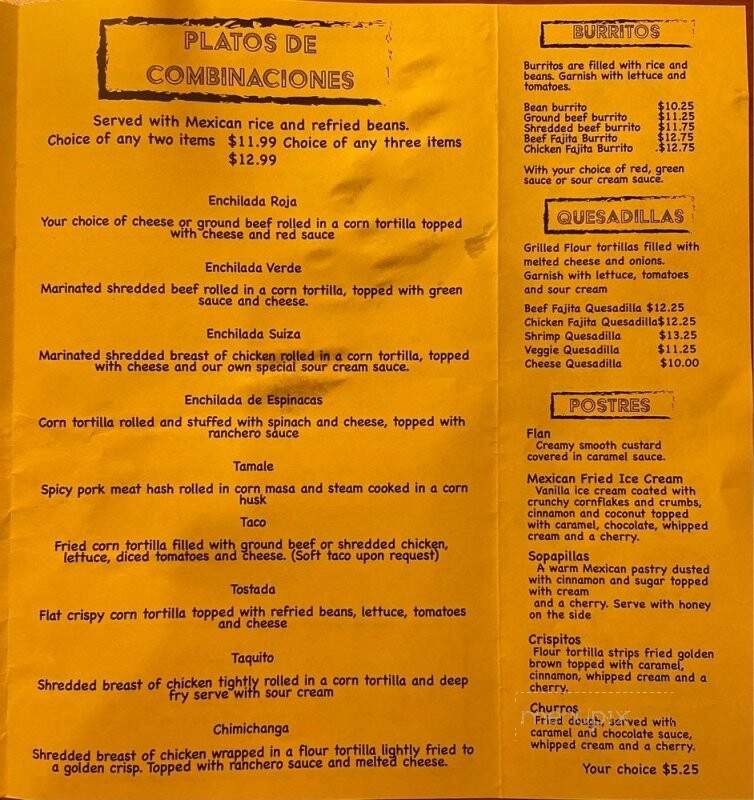 PLATOS DE
COMBINACIONES
Served with Mexican rice and refried beans.
Choice of any two items $11.99 Choice of any three items
$12.99
Enchilada Roja
Your choice of cheese or ground beef rolled in a corn tortilla topped
with cheese and red sauce
Enchilada Verde
Marinated shredded beef rolled in a corn tortilla, topped with green
sauce and cheese.
Enchilada Suiza
Marinated shredded breast of chicken rolled in a corn tortilla, topped
with cheese and our own special sour cream sauce.
Enchilada de Espinacas
Corn tortilla rolled and stuffed with spinach and cheese, topped with
ranchero sauce
Tamale
Spicy pork meat hash rolled in corn masa and steam cooked in a corn
husk
Taco
Fried corn tortilla filled with ground beef or shredded chicken,
lettuce, diced tomatoes and cheese. (Soft taco upon request)
Tostada
Flat crispy corn tortilla topped with refried beans, lettuce, tomatoes
and cheese
Taquito
Shredded breast of chicken tightly rolled in a corn tortilla and deep
fry serve with sour cream
Chimichanga
Shredded breast of chicken wrapped in a flour tortilla lightly fried to
a golden crisp. Topped with ranchero sauce and melted cheese.
BURRITOS
Burritos are filled with rice and
beans. Garnish with lettuce and
tomatoes.
Bean burrito $10.25
Ground beef burrito $11.25
Shredded beef burrito $11.75
Beef Fajita Burrito $12.75
Chicken Fajita Burrito .$12.75
With your choice of red, green
sauce or sour cream sauce.
QUESADILLAS
Grilled Flour tortillas filled with
melted cheese and onions.
Garnish with lettuce, tomatoes
and sour cream
Beef Fajita Quesadilla $12.25
Chicken Fajita Quesadilla$12.25
Shrimp Quesadilla $13.25
Veggie Quesadilla $11.25
Cheese Quesadilla $10.00
POSTRES
Flan
Creamy smooth custard
covered in caramel sauce.
Mexican Fried Ice Cream
Vanilla ice cream coated with
crunchy cornflakes and crumbs,
cinnamon and coconut topped
with caramel, chocolate, whipped
cream and a cherry.
Sopapillas
A warm Mexican pastry dusted
with cinnamon and sugar topped
with cream
and a cherry. Serve with honey
on the side
Crispitos
Flour tortilla strips fried golden
brown topped with caramel,
cinnamon, whipped cream and a
cherry.
Churros
menupix
Fried dough, served with
caramel and chocolate sauce,
whipped cream and a cherry.
Your choice $5.25